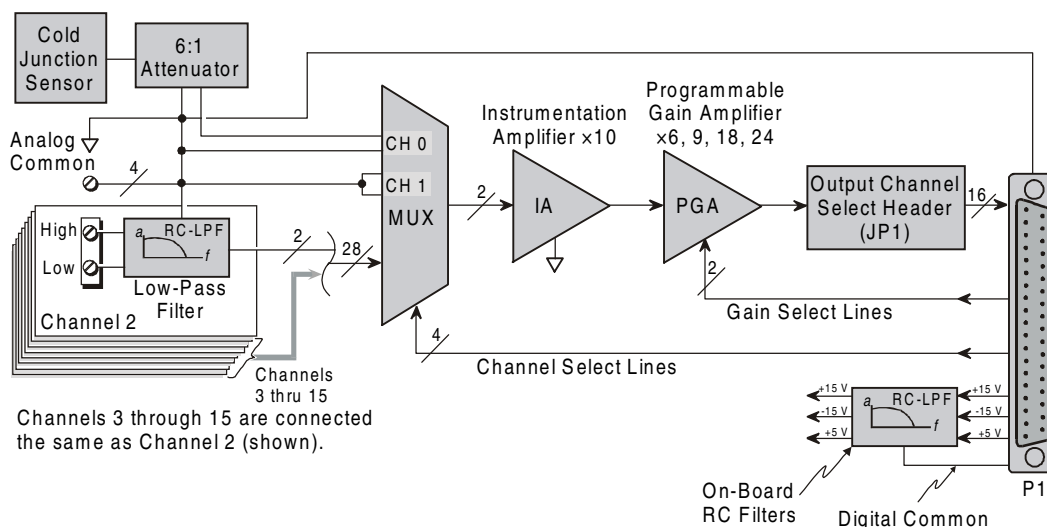 Cold
Junction
Sensor
6:1
Attenuator
Analog
Common
4
CH 0
CH 1
MUX
2
Instrumentation
Amplifier ×10
IA
Programmable
Gain Amplifier
×6, 9, 18, 24
PGA
Output Channel
Select Header
(JP1)
16
High
Low
a
RC-LPF
f
Low-Pass
Filter
Channel 2
2
28
Channels
3 thru 15
2
Gain Select Lines
4
Channel Select Lines
Channels 3 through 15 are connected
the same as Channel 2 (shown).
+15 V
-15 V
+5 V
a
RC-LPF
f
+15 V
-15 V
+5 V
P1
On-Board
RC Filters
Digital Common